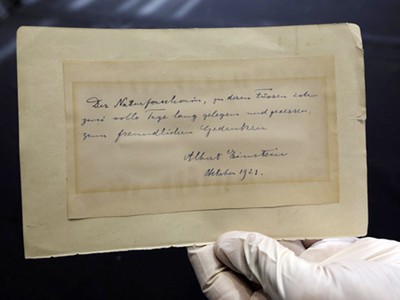 Der Naturforscherin, zu deren Füssen ich
zwei volle Tage lang gelegen und gesessen,
zum freundlichen Gedenken
Albert Einstein
Oktober 1921.